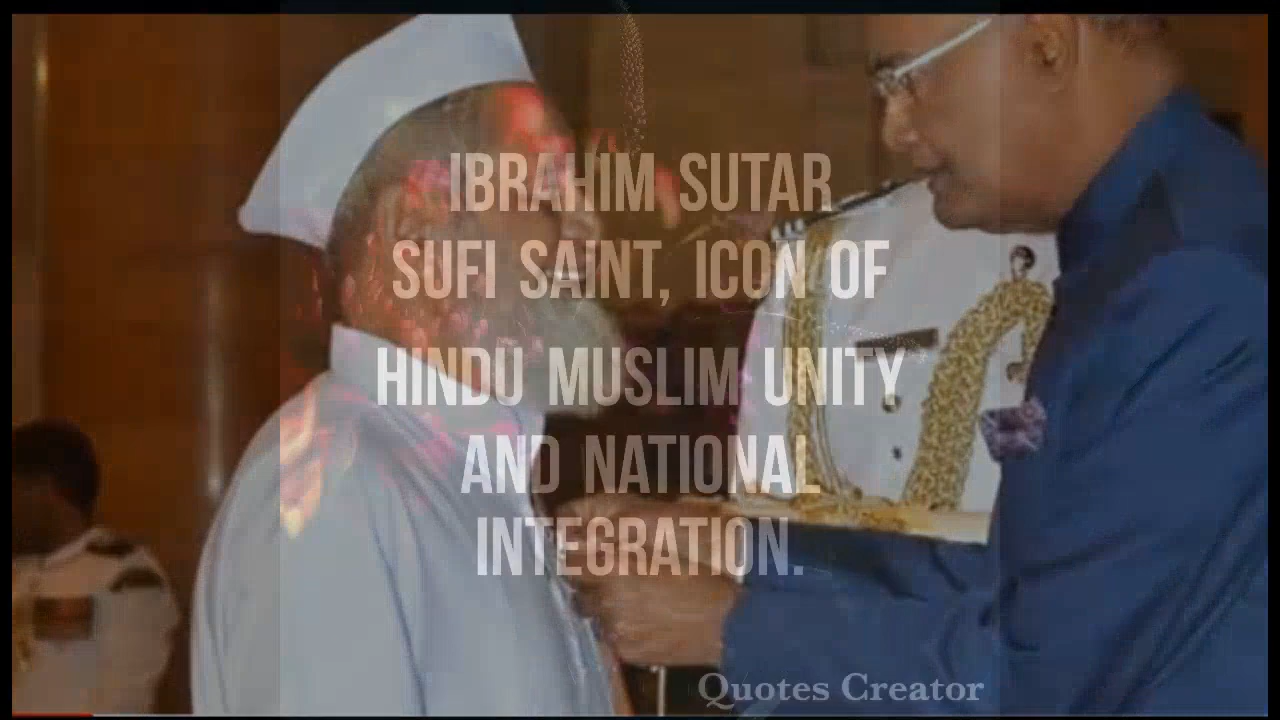 IBRAHIM SUTAR
SUFI SAINT, ICON OF
HINDU MUSLIM UNITY
AND NATIONAL
INTEGRATION.
Quotes Creator